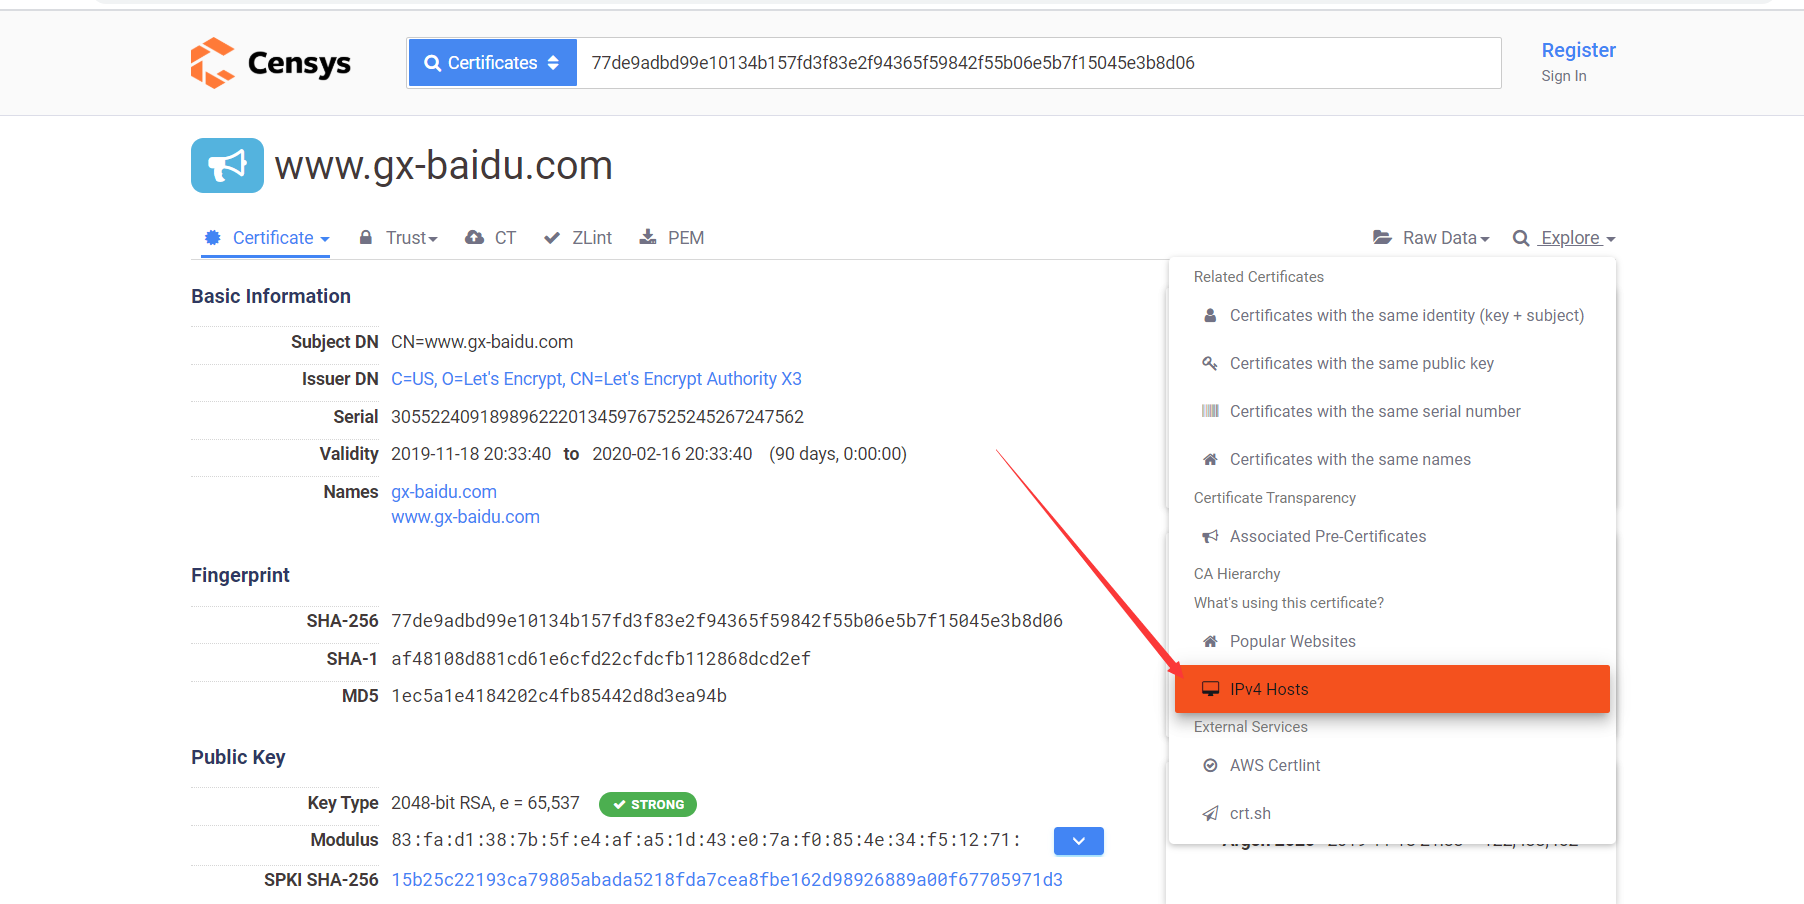 Censys
Certificates
77de9adbd99e10134b157fd3f83e2f94365f59842f55b06e5b7f15045e3b8d06
Register
Sign In
www.gx-baidu.com
Certificate
Trust
CT
ZLint
PEM
Raw Data
Explore
Basic Information
Subject DN CN=www.gx-baidu.com
Issuer DN C=US, O=Let's Encrypt, CN=Let's Encrypt Authority X3
Serial 305522409189896222013459767525245267247562
Validity 2019-11-18 20:33:40 to 2020-02-16 20:33:40 (90 days, 0:00:00)
Names gx-baidu.com
www.gx-baidu.com
Fingerprint
SHA-256 77de9adbd99e10134b157fd3f83e2f94365f59842f55b06e5b7f15045e3b8d06
SHA-1 af48108d881cd61e6cfd22cfdcfb112868dcd2ef
MD5 1ec5a1e4184202c4fb85442d8d3ea94b
Public Key
Key Type 2048-bit RSA, e = 65,537 STRONG
Modulus 83:fa:d1:38:7b:5f:e4:af:a5:1d:43:e0:7a:f0:85:4e:34:f5:12:71:
SPKI SHA-256 15b25c22193ca79805abada5218fda7cea8fbe162d98926889a00f67705971d3
Related Certificates
Certificates with the same identity (key + subject)
Certificates with the same public key
Certificates with the same serial number
Certificates with the same names
Certificate Transparency
Associated Pre-Certificates
CA Hierarchy
What's using this certificate?
Popular Websites
IPv4 Hosts
External Services
AWS Certlint
crt.sh